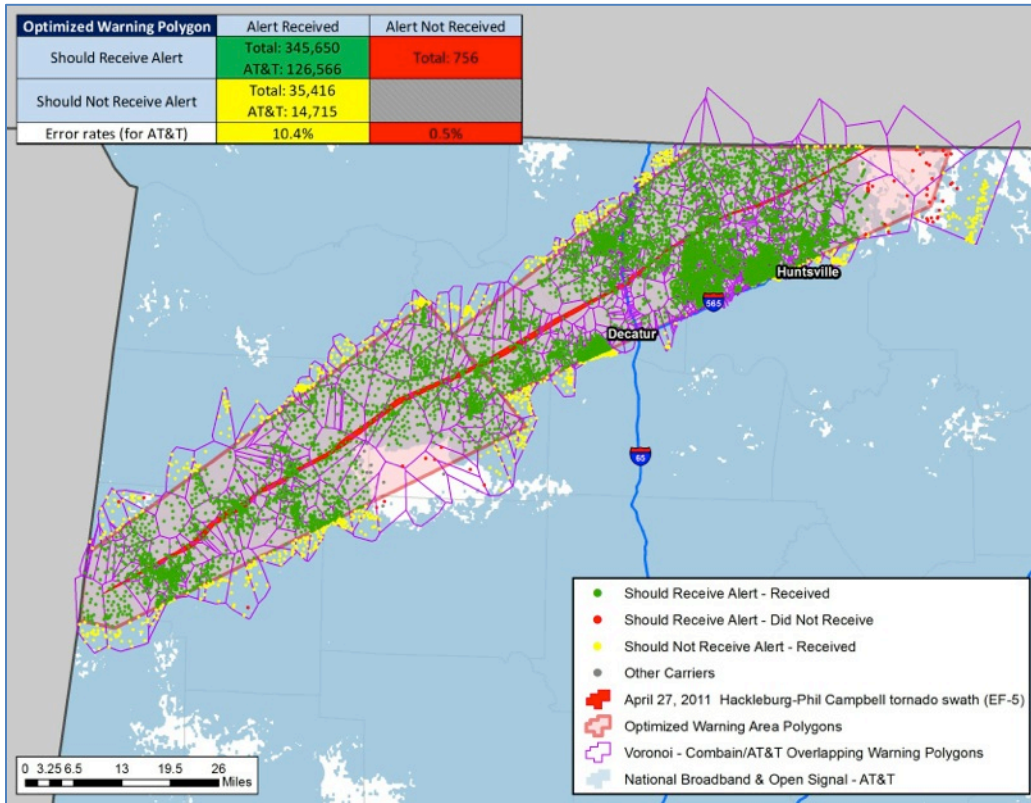 Optimized Warning Polygon Alert Received Alert Not Received
Should Receive Alert Total: 345,650 AT&T: 126,566 Total: 756
Should Not Receive Alert Total: 35,416 AT&T: 14,715
Error rates (for AT&T) 10.4% 0.5%
Huntsville
565
Decatur
65
Should Receive Alert - Received
Should Receive Alert - Did Not Receive
Should Not Receive Alert - Received
Other Carriers
April 27, 2011 Hackleburg-Phil Campbell tornado swath (EF-5)
Optimized Warning Area Polygons
Voronoi - Combain/AT&T Overlapping Warning Polygons
National Broadband & Open Signal - AT&T
0 3.25 6.5 13 19.5 26
Miles